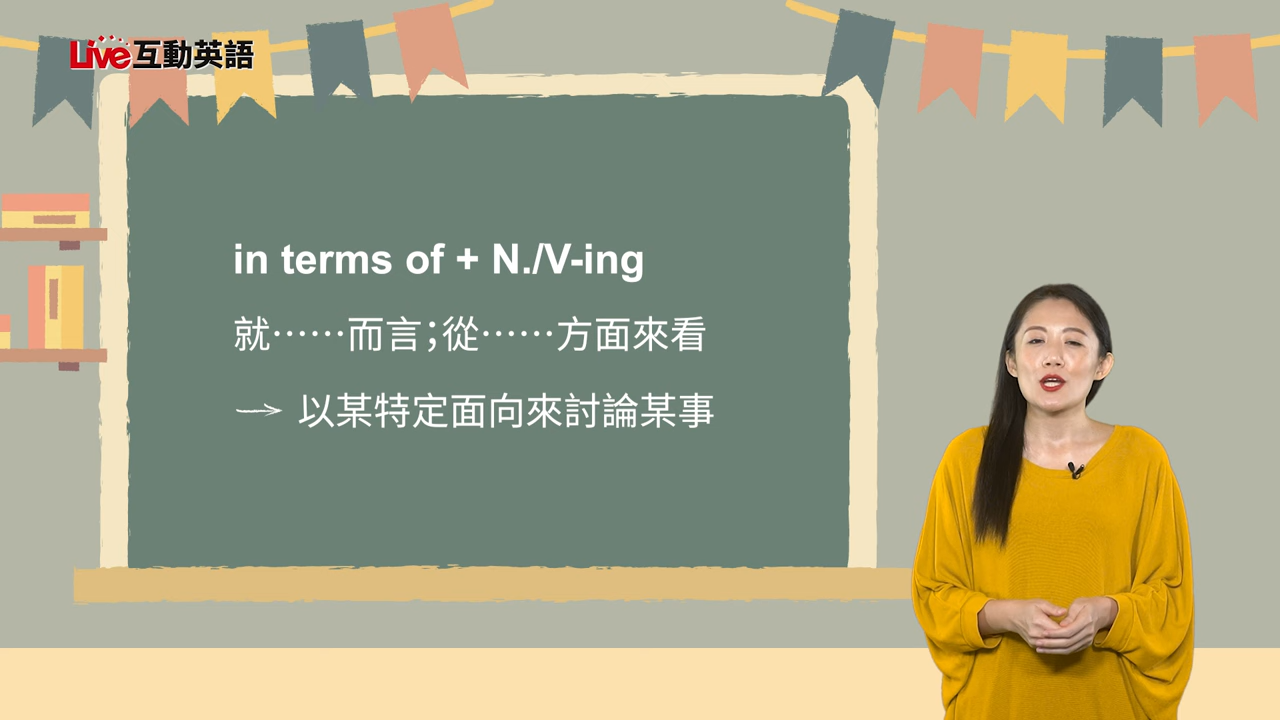 Live互動英語
in terms of + N./V-ing
就……而言；從……方面來看
→ 以某特定面向來討論某事